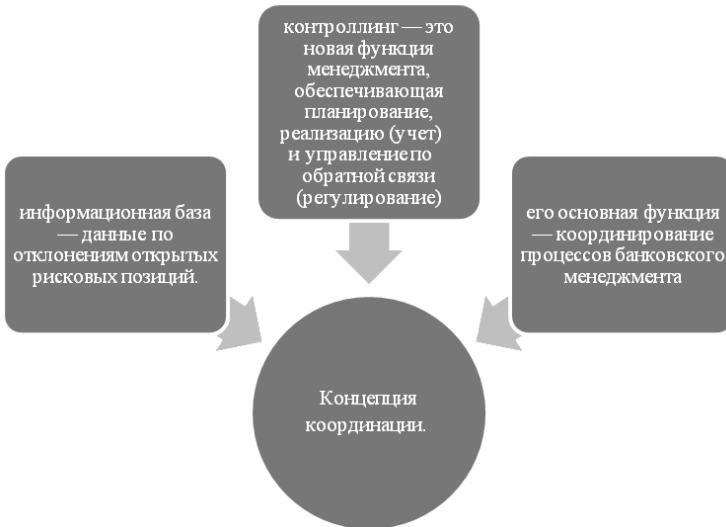 контроллинг — это
новая функция
менеджмента,
обеспечивающая
планирование,
реализацию (учет)
и управление по
обратной связи
(регулирование)
информационная база
— данные по
отклонениям открытых
рисковых позиций.
его основная функция
— координирование
процессов банковского
менеджмента
Концепция
координации.